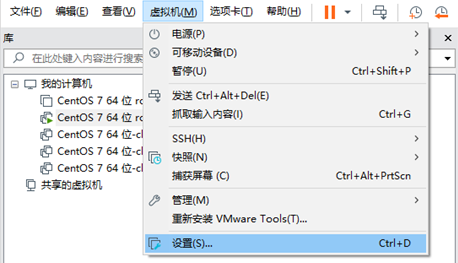 文件(F) 编辑(E) 查看(V) 虚拟机(M) 选项卡(T) 帮助(H)
库
在此处键入内容进行搜索
我的计算机
CentOS 7 64 位
CentOS 7 64 位
CentOS 7 64 位-cl
CentOS 7 64 位-cl
CentOS 7 64 位-cl
共享的虚拟机
电源(P)
可移动设备(D)
暂停(U) Ctrl+Shift+P
发送 Ctrl+Alt+Del(E)
抓取输入内容(I) Ctrl+G
SSH(H)
快照(N)
捕获屏幕 (C) Ctrl+Alt+PrtScn
管理(M)
重新安装 VMware Tools(T)...
设置(S)... Ctrl+D